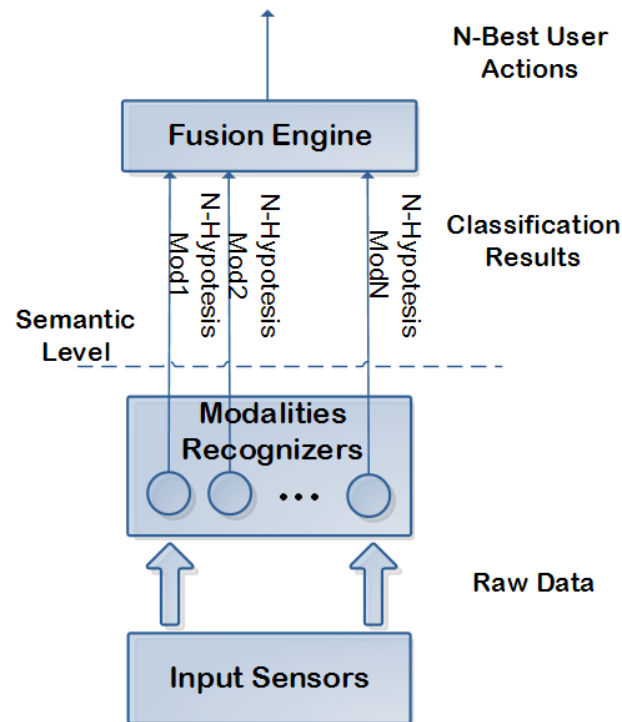 N-Best User
Actions
Fusion Engine
N-Hypotesis
Mod1
N-Hypotesis
Mod2
N-Hypotesis
ModN
Classification
Results
Semantic
Level
Modalities
Recognizers
...
Raw Data
Input Sensors